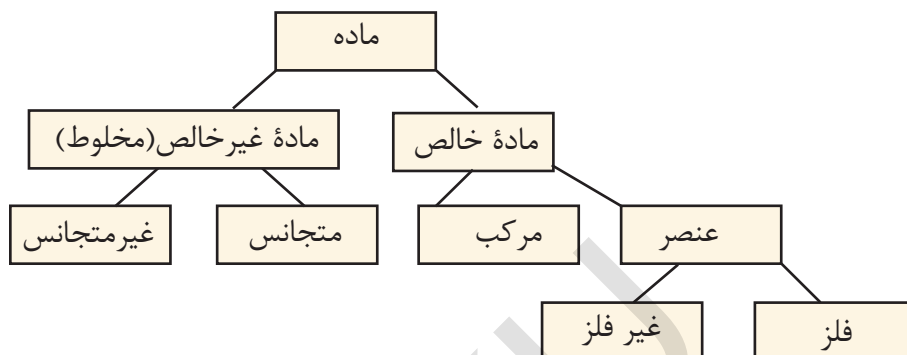 ماده
مادهٔ خالص
مادهٔ غیرخالص(مخلوط)
عنصر
مرکب
متجانس
غیرمتجانس
فلز
غیر فلز